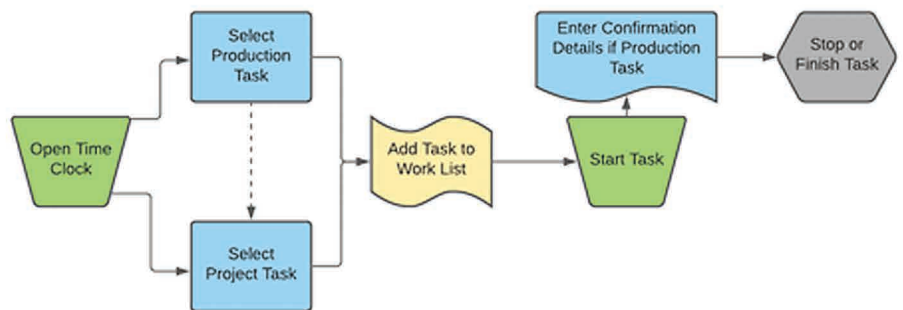 Open Time
Clock
Select
Production
Task
Select
Project Task
Add Task to
Work List
Start Task
Enter Confirmation
Details if Production
Task
Stop or
Finish Task